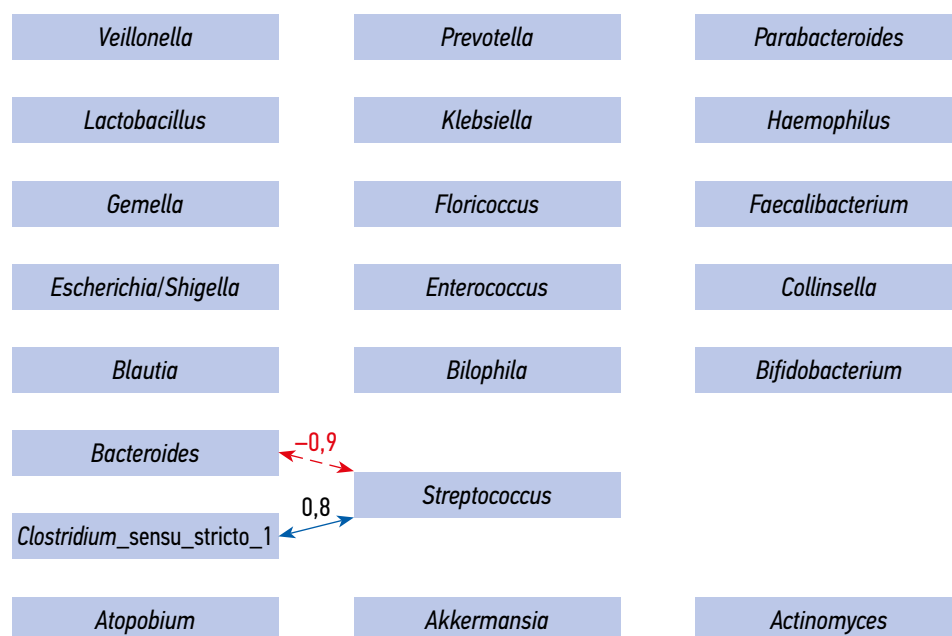 Veillonella
Prevotella
Parabacteroides
Lactobacillus
Klebsiella
Haemophilus
Gemella
Floricoccus
Faecalibacterium
Escherichia/Shigella
Enterococcus
Collinsella
Blautia
Bilophila
Bifidobacterium
Bacteroides
–0,9
Streptococcus
0,8
Clostridium_sensu_stricto_1
Atopobium
Akkermansia
Actinomyces